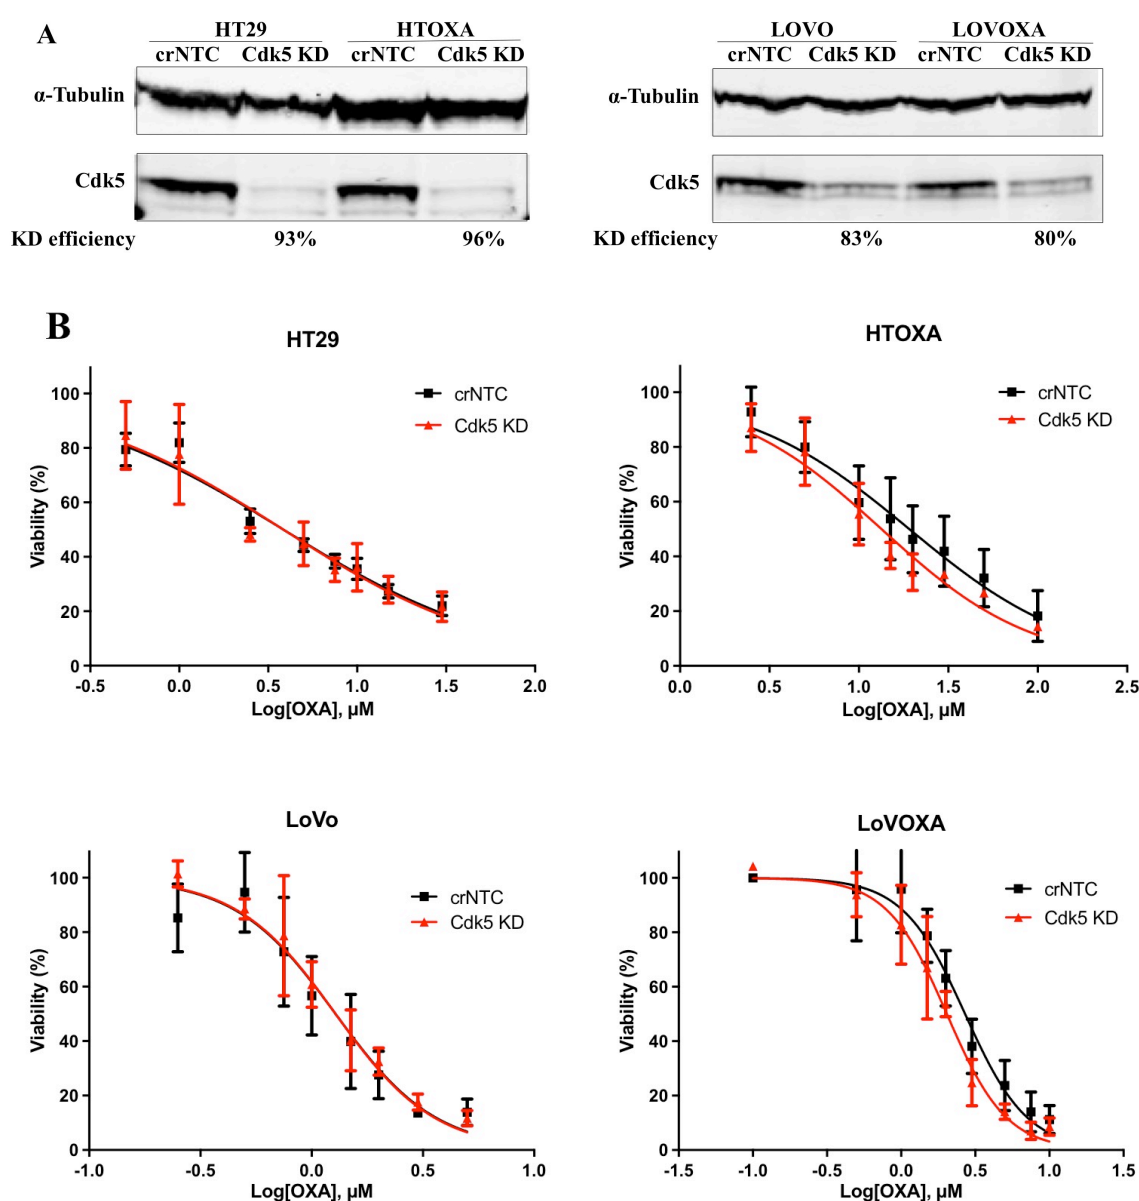 A
HT29 HTOXA
crNTC Cdk5 KD crNTC Cdk5 KD
α-Tubulin
Cdk5
KD efficiency 93% 96%
LOVO LOVOXA
crNTC Cdk5 KD crNTC Cdk5 KD
α-Tubulin
Cdk5
KD efficiency 83% 80%
B
HT29
crNTC
Cdk5 KD
Viability (%)
100
80
60
40
20
0
-0.5 0.0 0.5 1.0 1.5 2.0
Log[OXA], µM
HTOXA
crNTC
Cdk5 KD
Viability (%)
100
80
60
40
20
0
0.0 0.5 1.0 1.5 2.0 2.5
Log[OXA], µM
LoVo
crNTC
Cdk5 KD
Viability (%)
100
80
60
40
20
0
-1.0 -0.5 0.0 0.5 1.0
Log[OXA], µM
LoVOXA
crNTC
Cdk5 KD
Viability (%)
100
80
60
40
20
0
-1.5 -1.0 -0.5 0.0 0.5 1.0 1.5
Log[OXA], µM